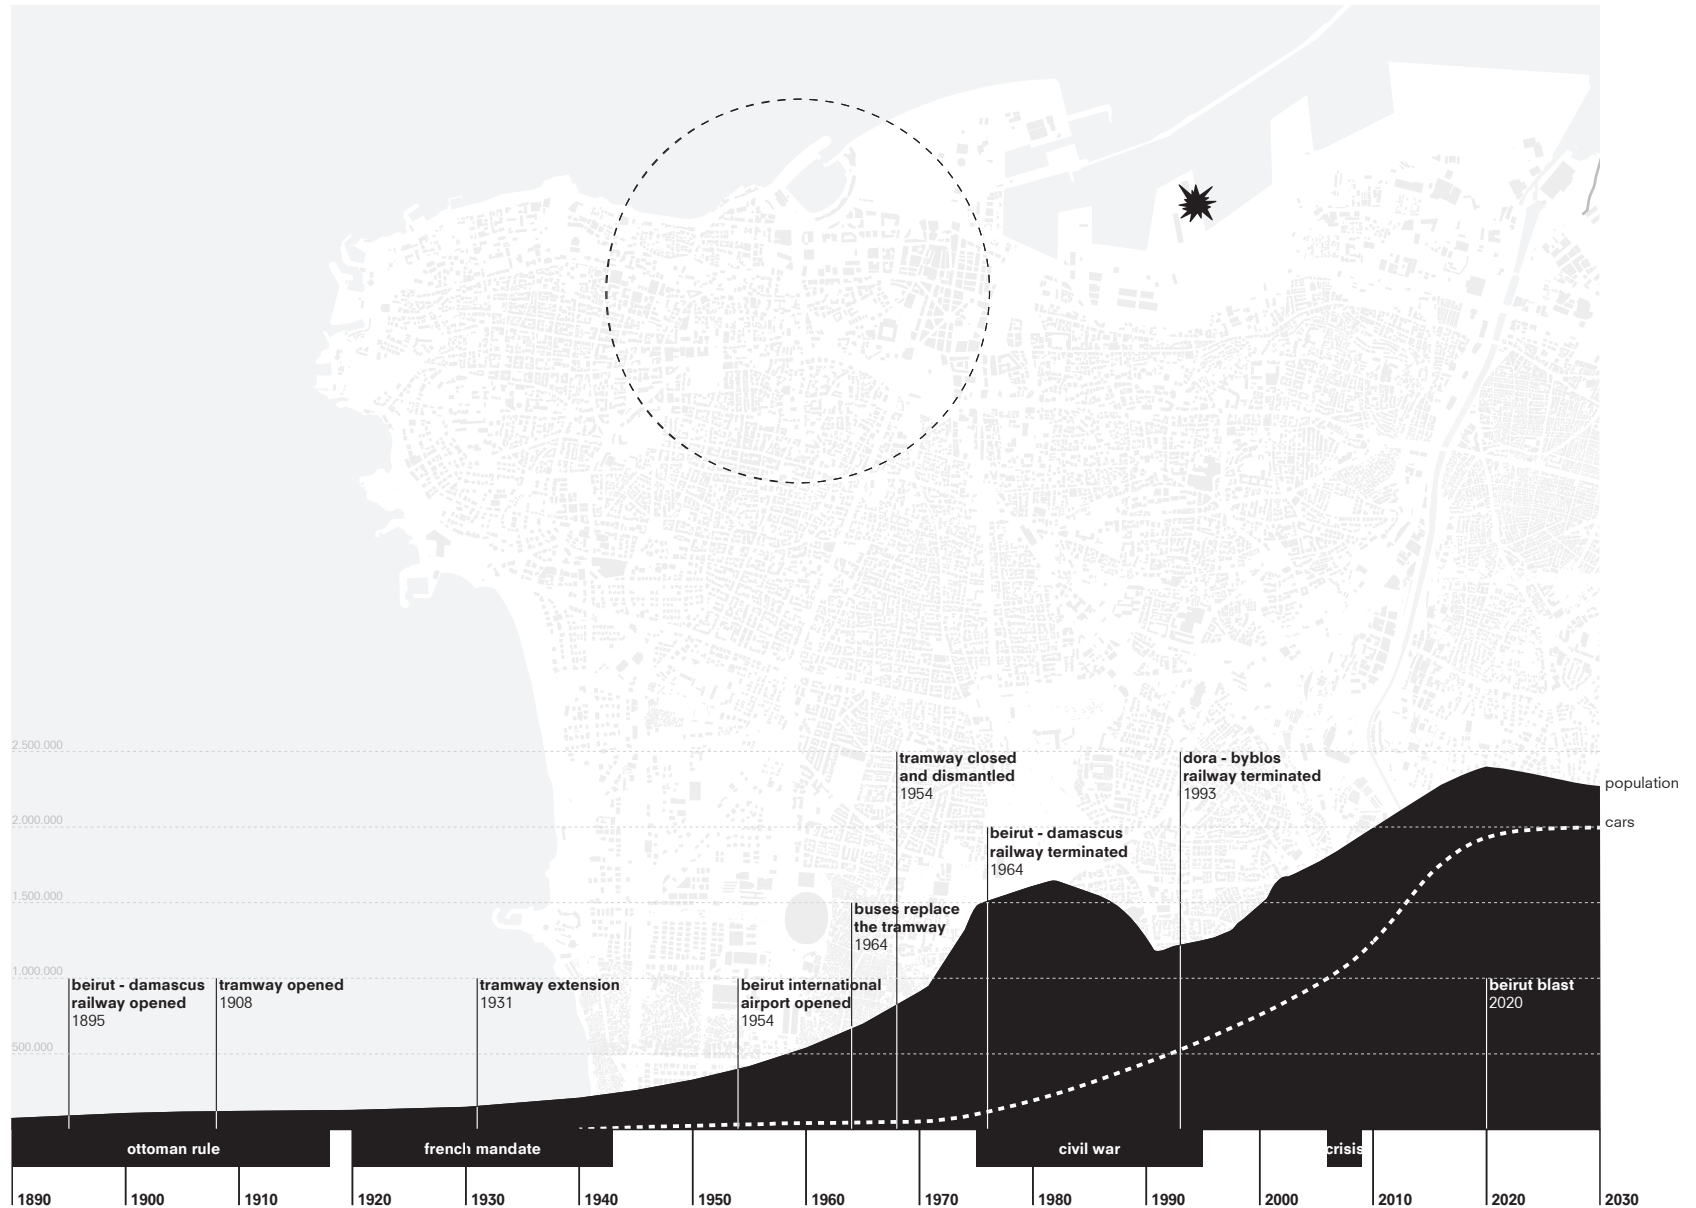 2.500.000
tramway closed
and dismantled
1954
dora - byblos
railway terminated
1993
population
2.000.000
cars
beirut - damascus
railway terminated
1964
1.500.000
buses replace
the tramway
1964
1.000.000
beirut - damascus
railway opened
1895
tramway opened
1908
tramway extension
1931
beirut international
airport opened
1954
beirut blast
2020
500.000
ottoman rule
french mandate
civil war
crisis
1890 1900 1910 1920 1930 1940 1950 1960 1970 1980 1990 2000 2010 2020 2030